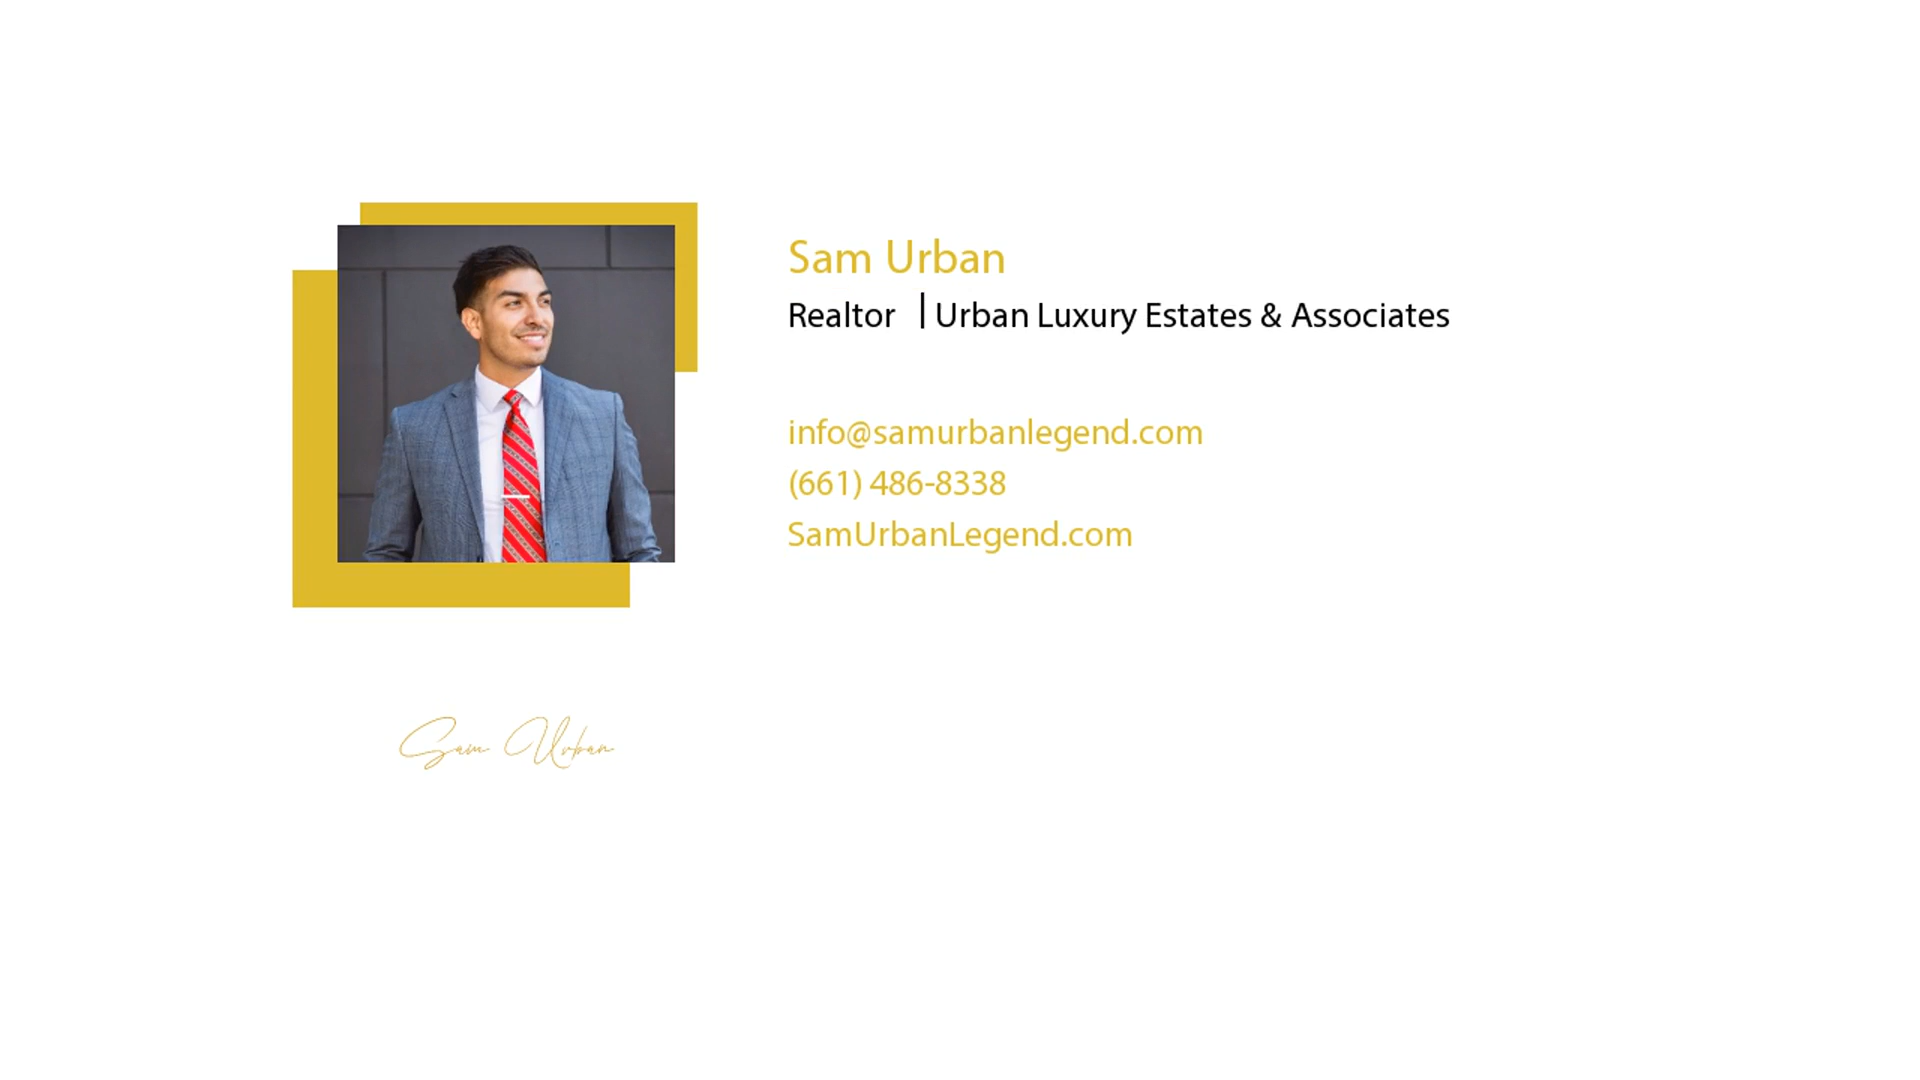 Sam Urban
Realtor | Urban Luxury Estates & Associates
info@samurbanlegend.com
(661) 486-8338
SamUrbanLegend.com
Sam Urban